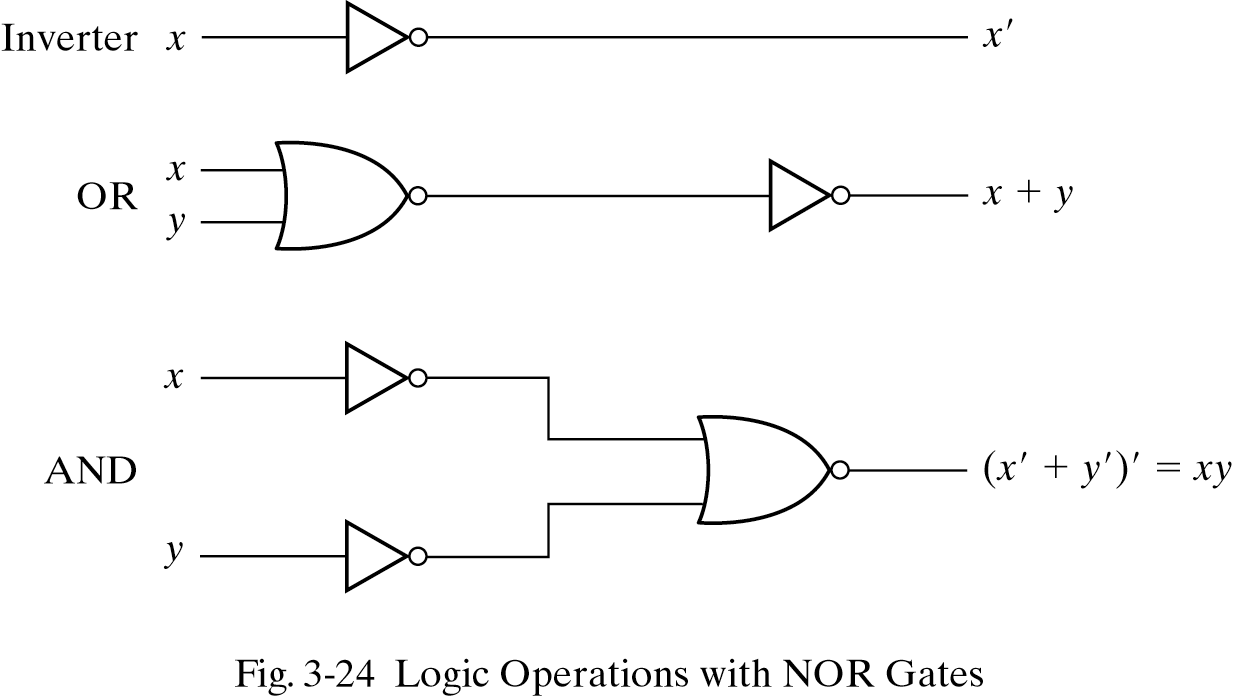 Inverter x x′
x
OR x + y
y
x
AND (x′ + y′)′ = xy
y
Fig. 3-24 Logic Operations with NOR Gates